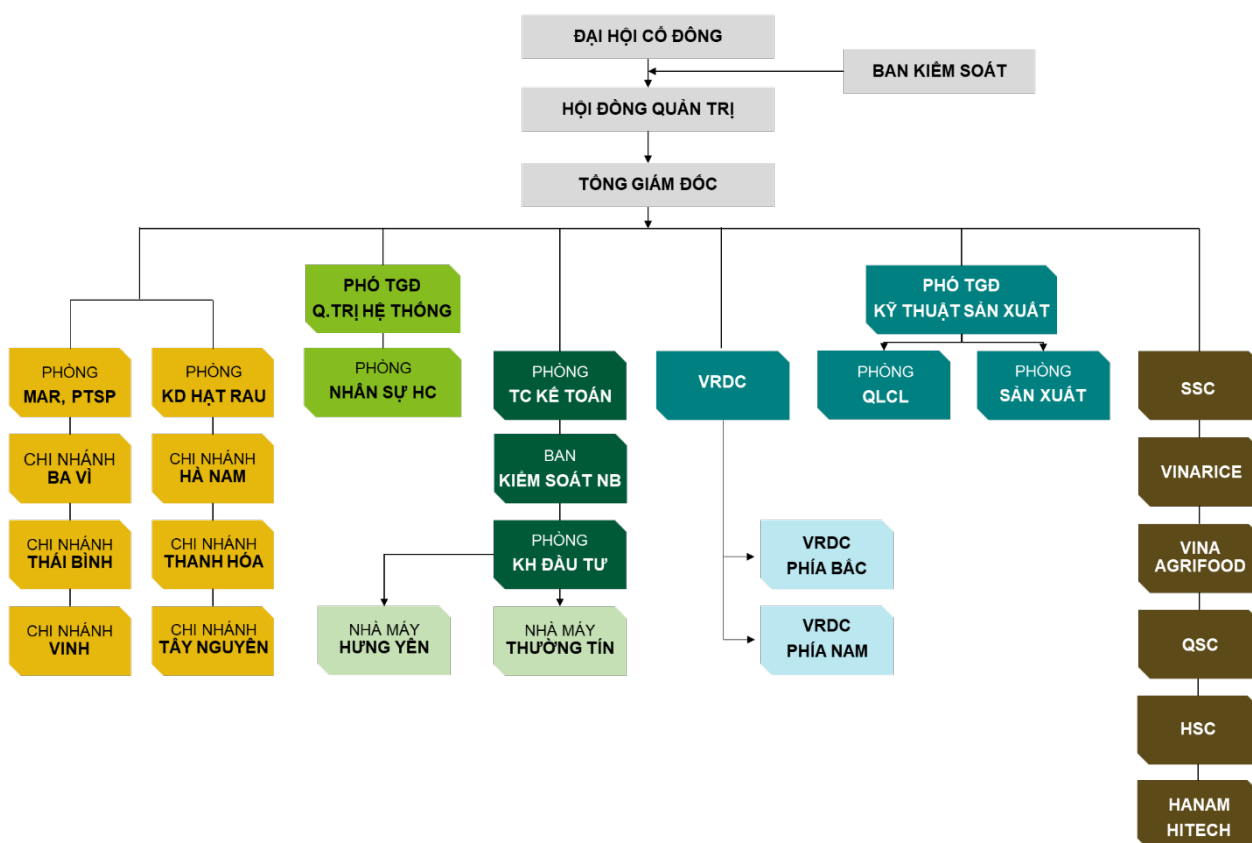 ĐẠI HỘI CỔ ĐÔNG
BAN KIỂM SOÁT
HỘI ĐỒNG QUẢN TRỊ
TỔNG GIÁM ĐỐC
PHÓ TGĐ
Q.TRỊ HỆ THỐNG
PHÓ TGĐ
KỸ THUẬT SẢN XUẤT
PHÒNG
MAR, PTSP
PHÒNG
KD HẠT RAU
PHÒNG
NHÂN SỰ HC
PHÒNG
TC KẾ TOÁN
VRDC
PHÒNG
QLCL
PHÒNG
SẢN XUẤT
SSC
CHI NHÁNH
BA VÌ
CHI NHÁNH
HÀ NAM
BAN
KIỂM SOÁT NB
VINARICE
CHI NHÁNH
THÁI BÌNH
CHI NHÁNH
THANH HÓA
PHÒNG
KH ĐẦU TƯ
VRDC
PHÍA BẮC
VINA
AGRIFOOD
CHI NHÁNH
VINH
CHI NHÁNH
TÂY NGUYÊN
NHÀ MÁY
HƯNG YÊN
NHÀ MÁY
THƯỜNG TÍN
VRDC
PHÍA NAM
QSC
HSC
HANAM
HITECH